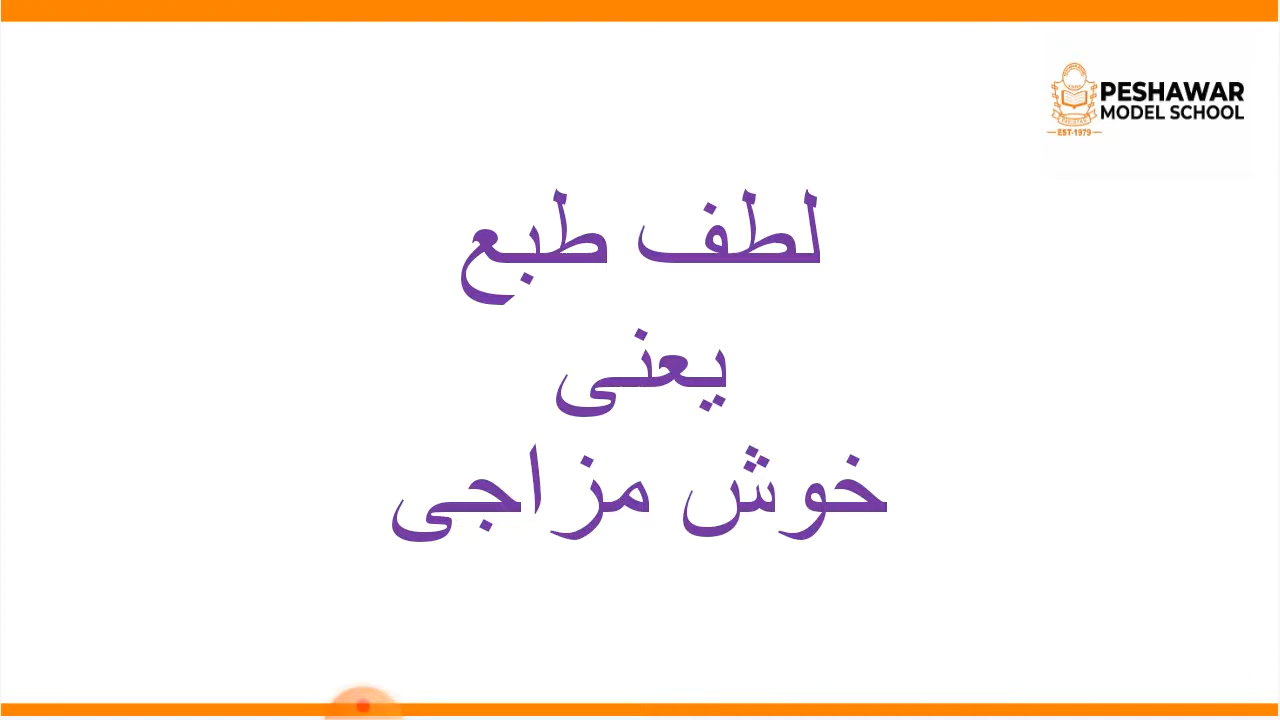 PESHAWAR
MODEL SCHOOL
EST-1979
لطف طبع
یعنی
خوش مزاجی